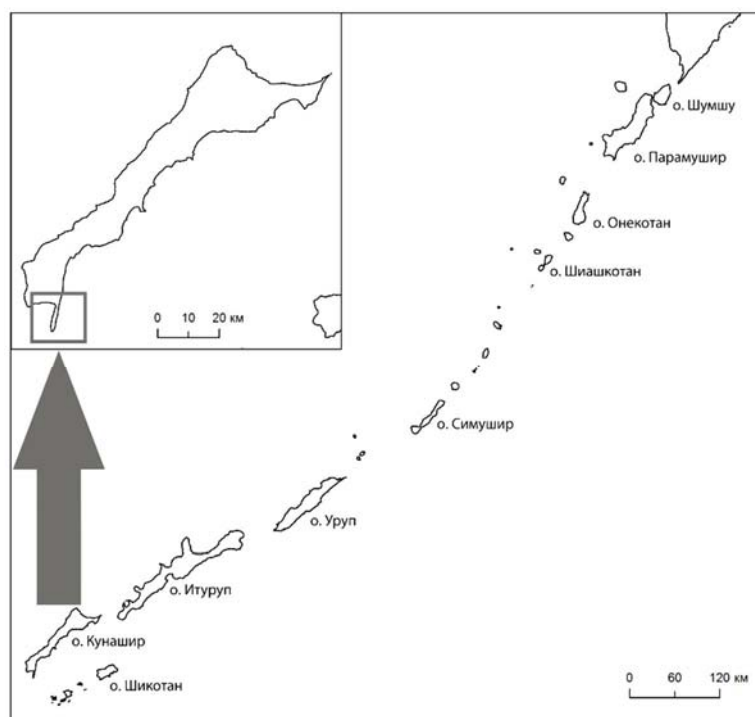 о. Шумшу
о. Парамушир
о. Онекотан
о. Шиашкотан
0 10 20 км
о. Симушир
о. Уруп
о. Итуруп
о. Кунашир
о. Шикотан
0 60 120 км